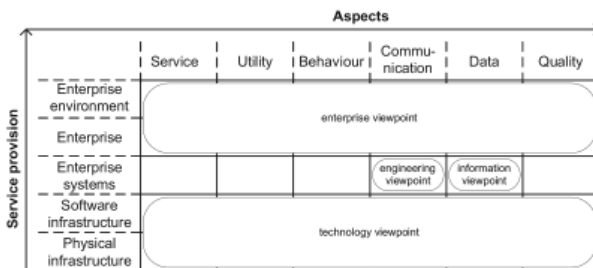 Aspects
Service Utility Behaviour Commu-
nication Data Quality
Service provision
Enterprise
environment
Enterprise
enterprise viewpoint
Enterprise
systems
engineering
viewpoint
information
viewpoint
Software
infrastructure
Physical
infrastructure
technology viewpoint